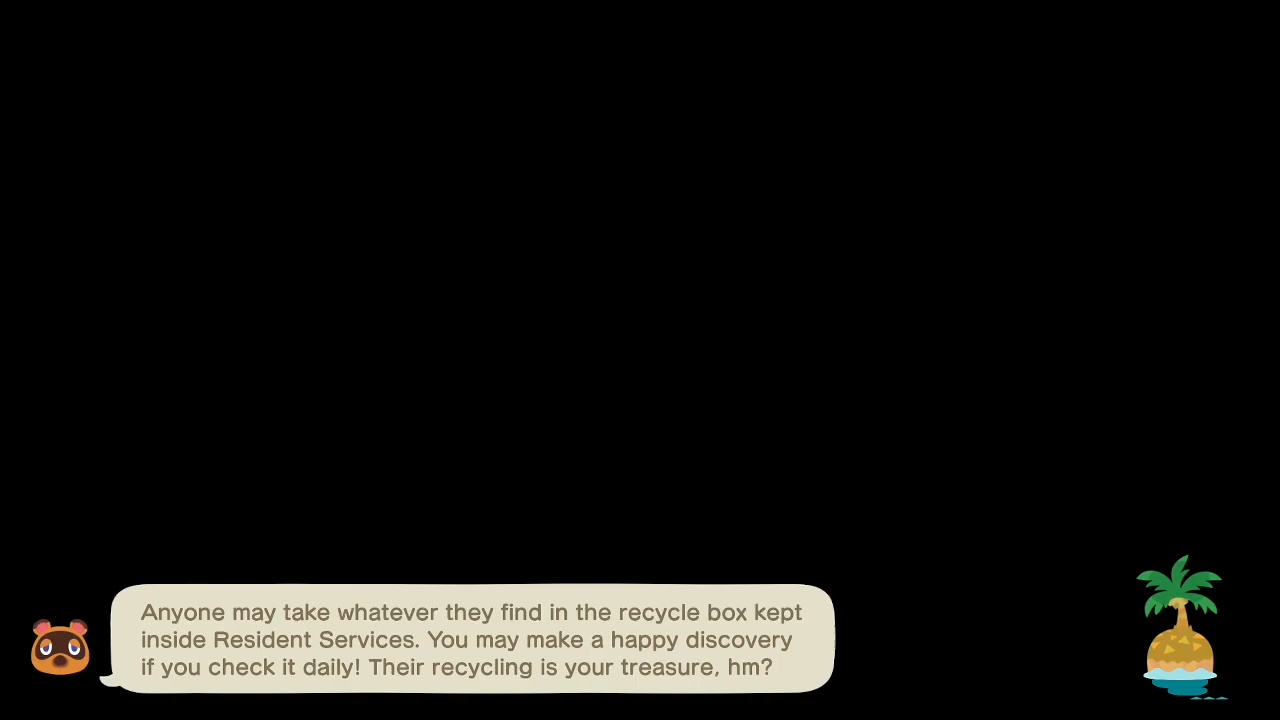 Anyone may take whatever they find in the recycle box kept
inside Resident Services. You may make a happy discovery
if you check it daily! Their recycling is your treasure, hm?